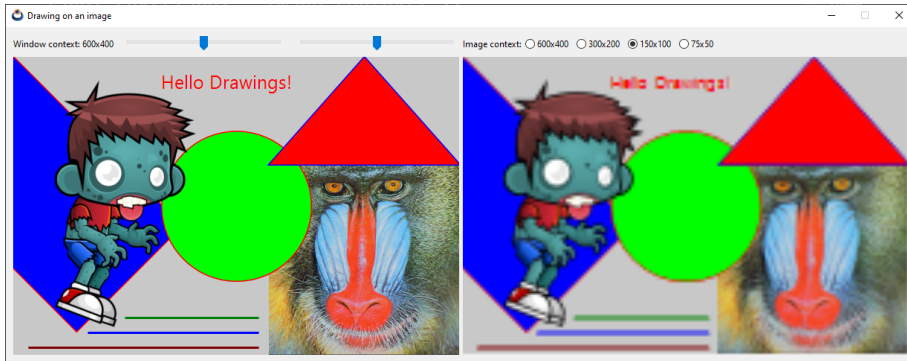 Drawing on an image
Window context: 600x400
Image context: 600x400 300x200 150x100 75x50
Hello Drawings!
Hello Drawings!